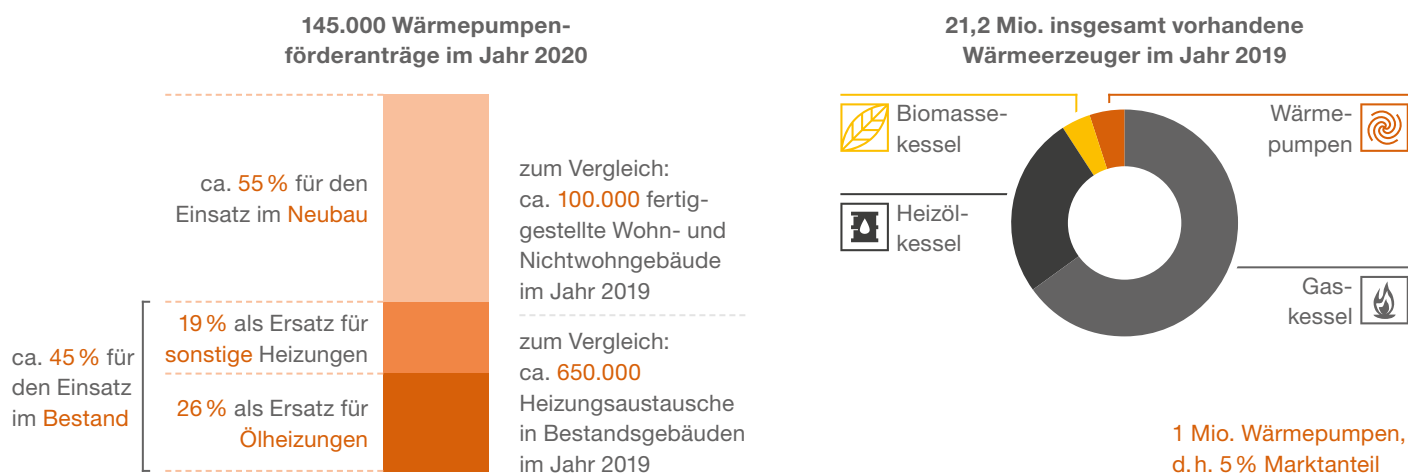 145.000 Wärmepumpen-
förderanträge im Jahr 2020
ca. 55 % für den
Einsatz im Neubau
19 % als Ersatz für
sonstige Heizungen
26 % als Ersatz für
Ölheizungen
ca. 45 % für
den Einsatz
im Bestand
zum Vergleich:
ca. 100.000 fertig-
gestellte Wohn- und
Nichtwohngebäude
im Jahr 2019
zum Vergleich:
ca. 650.000
Heizungsaustausche
in Bestandsgebäuden
im Jahr 2019
21,2 Mio. insgesamt vorhandene
Wärmeerzeuger im Jahr 2019
Biomasse-
kessel
Wärme-
pumpen
Heizöl-
kessel
Gas-
kessel
1 Mio. Wärmepumpen,
d. h. 5 % Marktanteil